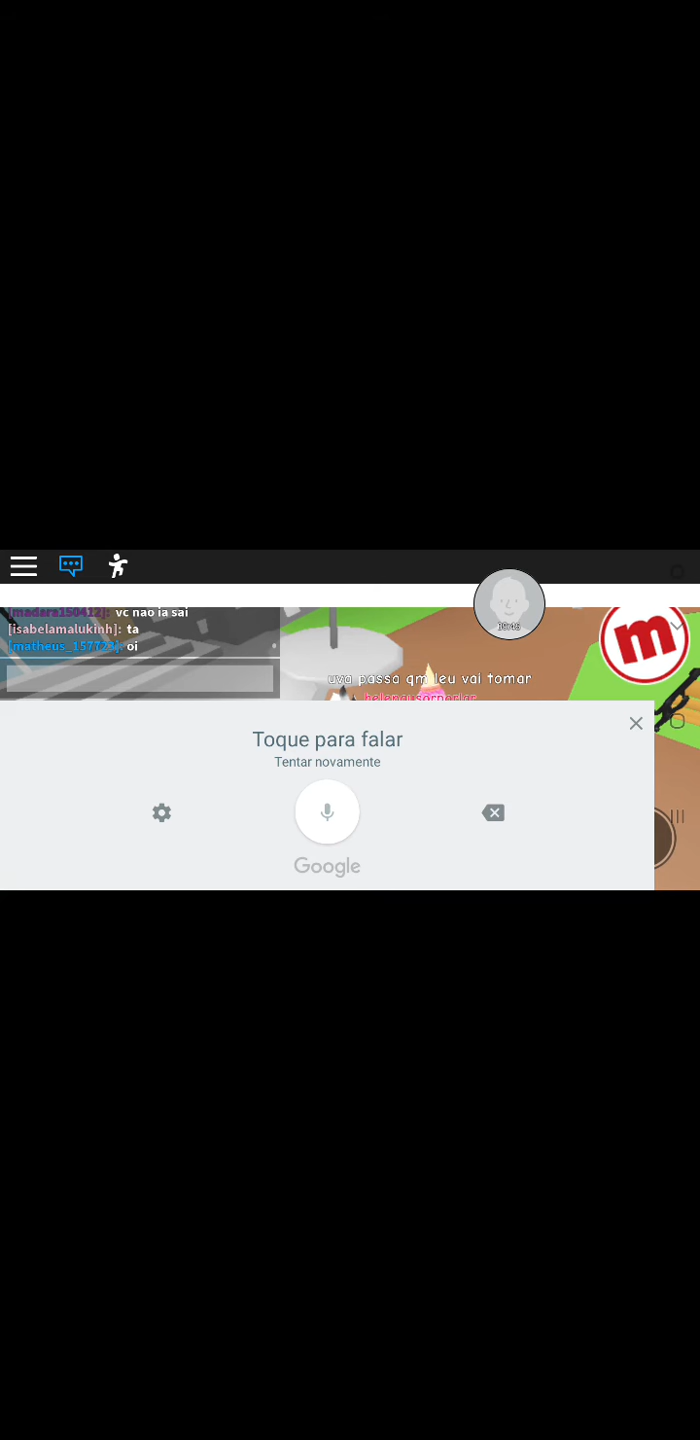 [madara150412]: vc nao ia sai
[isabelamalukinh]: ta
[matheus_157723]: oi
m
uva passa qm leu vai tomar
Toque para falar
Tentar novamente
Google